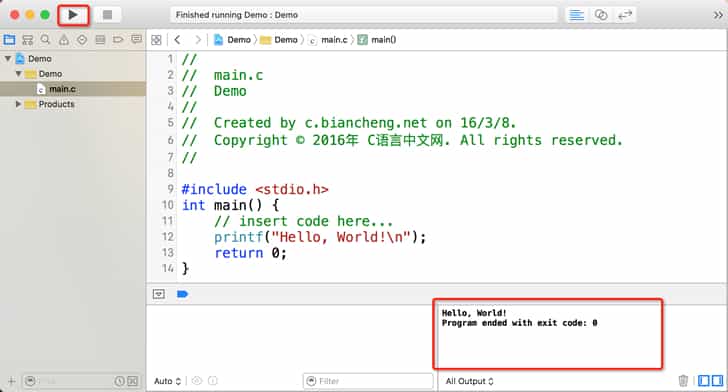 Finished running Demo : Demo
Demo
Demo
main.c
Products
Demo Demo main.c main()
1 //
2 //  main.c
3 //  Demo
4 //
5 //  Created by c.biancheng.net on 16/3/8.
6 //  Copyright © 2016年 C语言中文网. All rights reserved.
7 //
8
9 #include <stdio.h>
10 int main() {
11     // insert code here...
12     printf("Hello, World!\n");
13     return 0;
14 }
Hello, World!
Program ended with exit code: 0
Filter Auto Filter All Output Filter